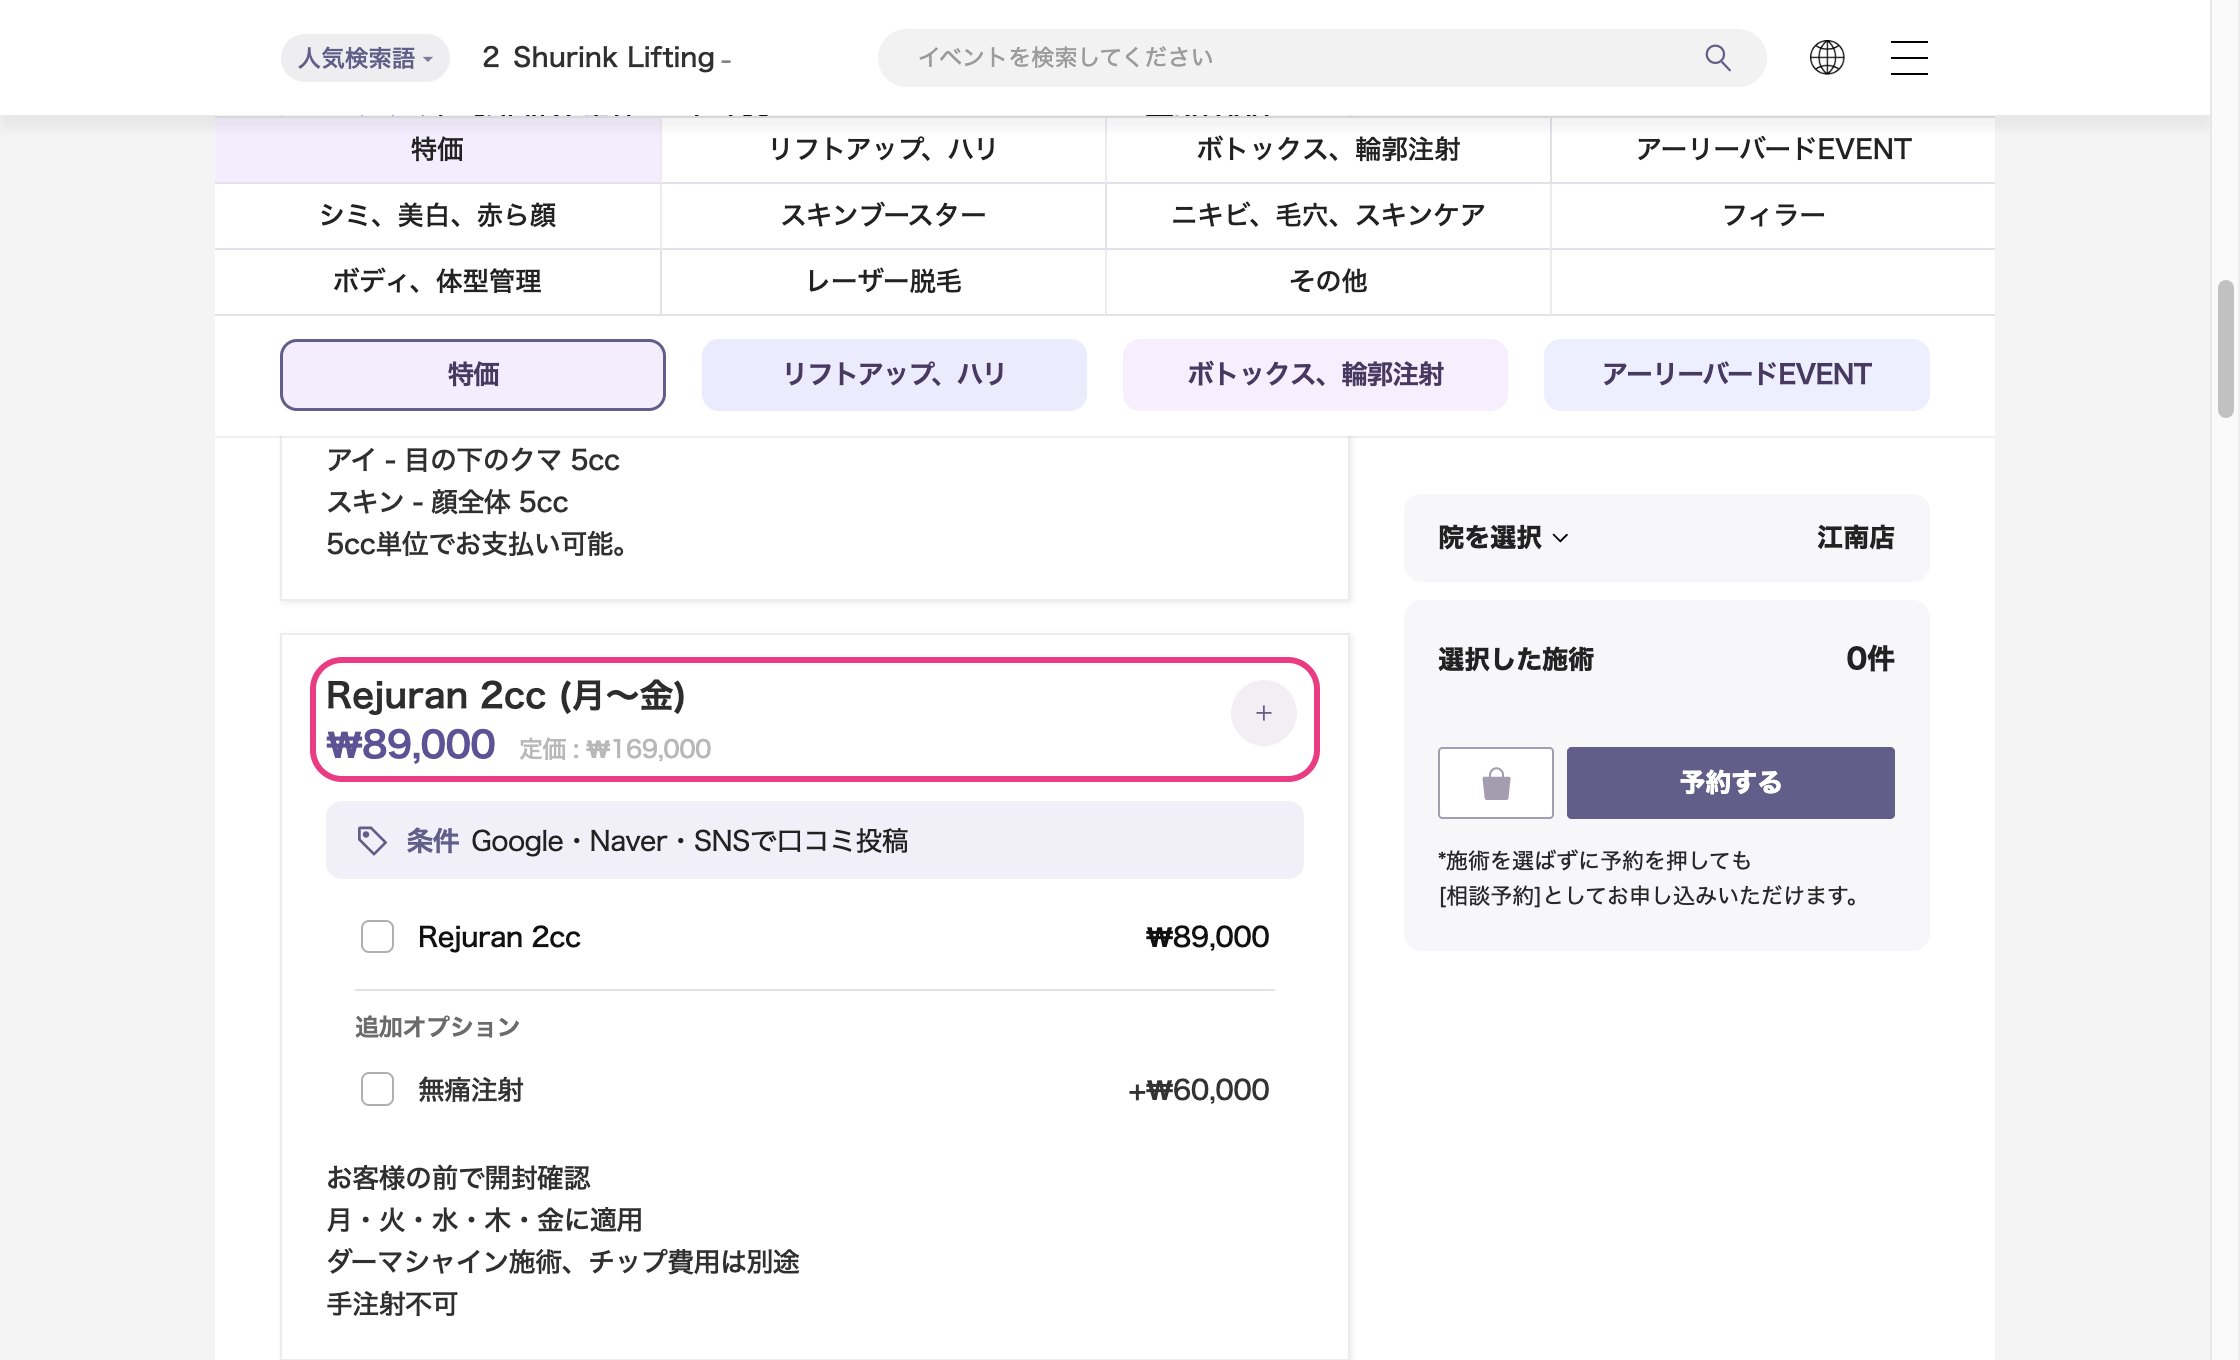 人気検索語
2 Shurink Lifting -
イベントを検索してください
特価
リフトアップ、ハリ
ボトックス、輪郭注射
アーリーバードEVENT
シミ、美白、赤ら顔
スキンブースター
ニキビ、毛穴、スキンケア
フィラー
ボディ、体型管理
レーザー脱毛
その他
特価
リフトアップ、ハリ
ボトックス、輪郭注射
アーリーバードEVENT
アイ - 目の下のクマ 5cc
スキン - 顔全体 5cc
5cc単位でお支払い可能。
Rejuran 2cc (月〜金)
+
₩89,000 定価 : ₩169,000
条件 Google・Naver・SNSで口コミ投稿
Rejuran 2cc ₩89,000
追加オプション
無痛注射 +₩60,000
お客様の前で開封確認
月・火・水・木・金に適用
ダーマシャイン施術、チップ費用は別途
手注射不可
院を選択 江南店
選択した施術 0件
予約する
*施術を選ばずに予約を押しても
[相談予約]としてお申し込みいただけます。